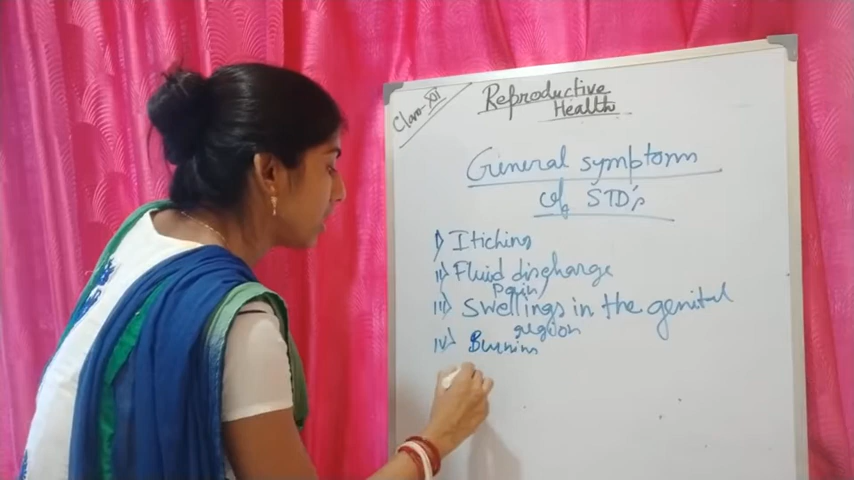 Class-XII
Reproductive
Health
General symptom
of STD's
i) Itiching
ii) Fluid discharge
Pain/
iii) Swellings in the genital
region
iv) Burnin